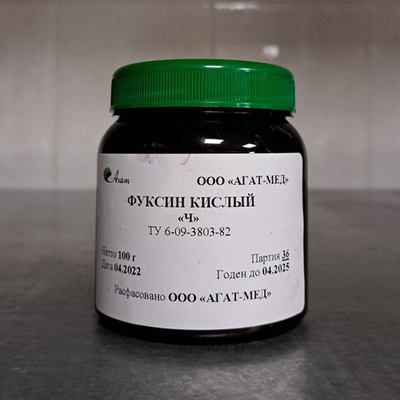 Агат
ООО «АГАТ-МЕД»
ФУКСИН КИСЛЫЙ
«Ч»
ТУ 6-09-3803-82
Нетто 100 г
Партия 36
Дата 04.2022
Годен до 04.2025
Расфасовано ООО «АГАТ-МЕД»